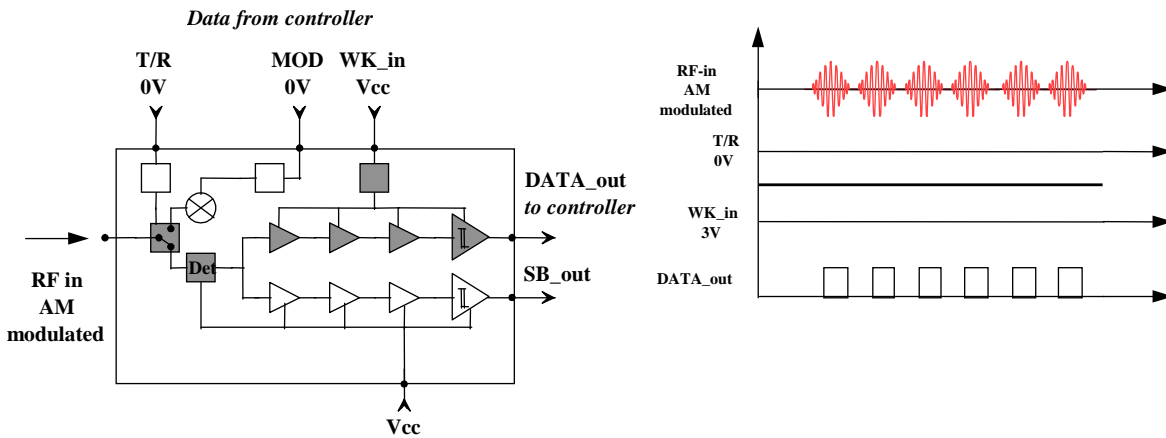 Data from controller
T/R
0V
MOD
0V
WK_in
Vcc
DATA_out
to controller
SB_out
RF in
AM
modulated
Det
Vcc
RF-in
AM
modulated
T/R
0V
WK_in
3V
DATA_out